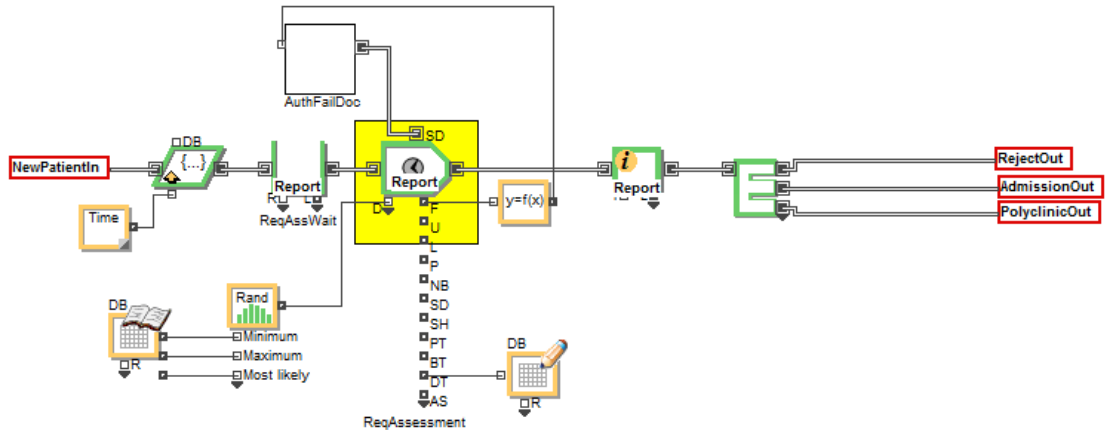 AuthFailDoc
SD
DB
NewPatientIn
{...}
Report
R L
ReqAssWait
Report
D
F
U
L
P
NB
SD
SH
PT
BT
DT
AS
ReqAssessment
y=f(x)
i
Report
RejectOut
AdmissionOut
PolyclinicOut
Time
Rand
DB
R
Minimum
Maximum
Most likely
DB
R